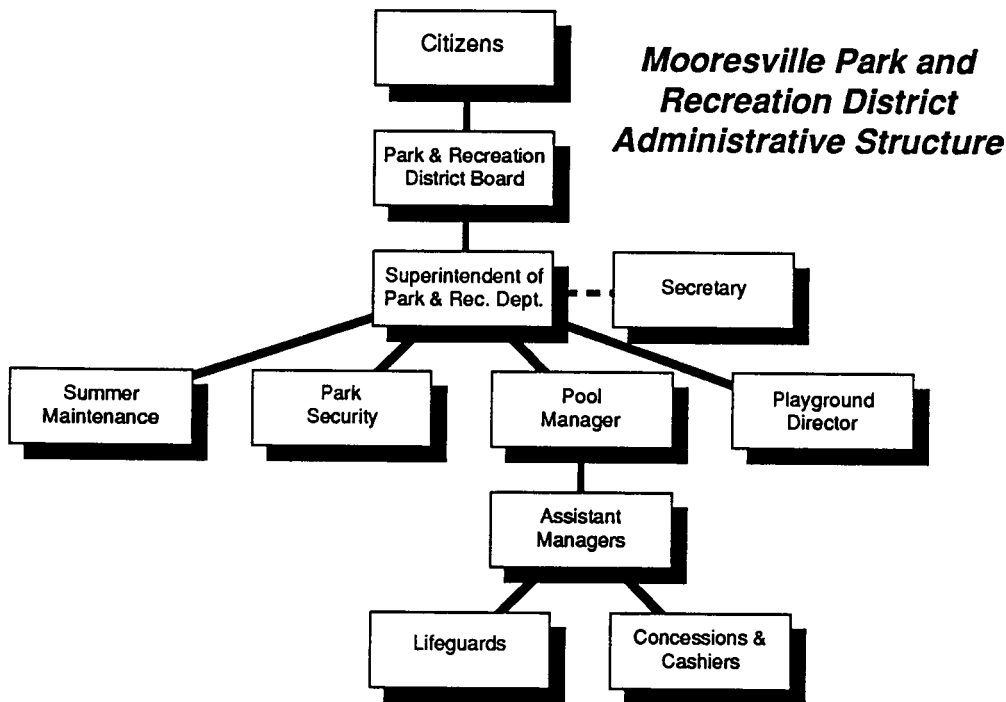 Citizens
Mooresville Park and
Recreation District
Administrative Structure
Park & Recreation
District Board
Superintendent of
Park & Rec. Dept.
Secretary
Summer
Maintenance
Park
Security
Pool
Manager
Playground
Director
Assistant
Managers
Lifeguards
Concessions &
Cashiers